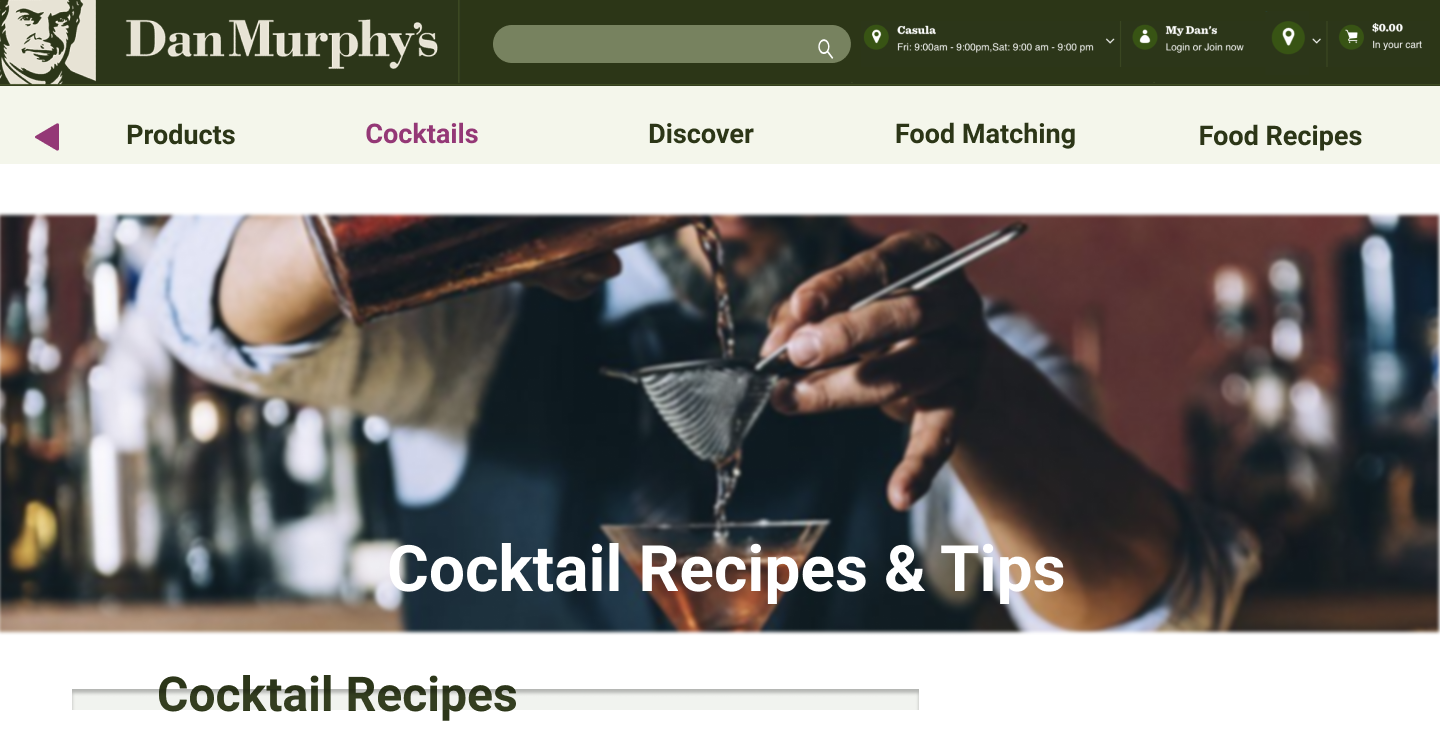 Dan Murphy's
Casula
Fri: 9:00am - 9:00pm,Sat: 9:00 am - 9:00 pm
My Dan's
Login or Join now
$0.00
In your cart
Products
Cocktails
Discover
Food Matching
Food Recipes
Cocktail Recipes & Tips
Cocktail Recipes